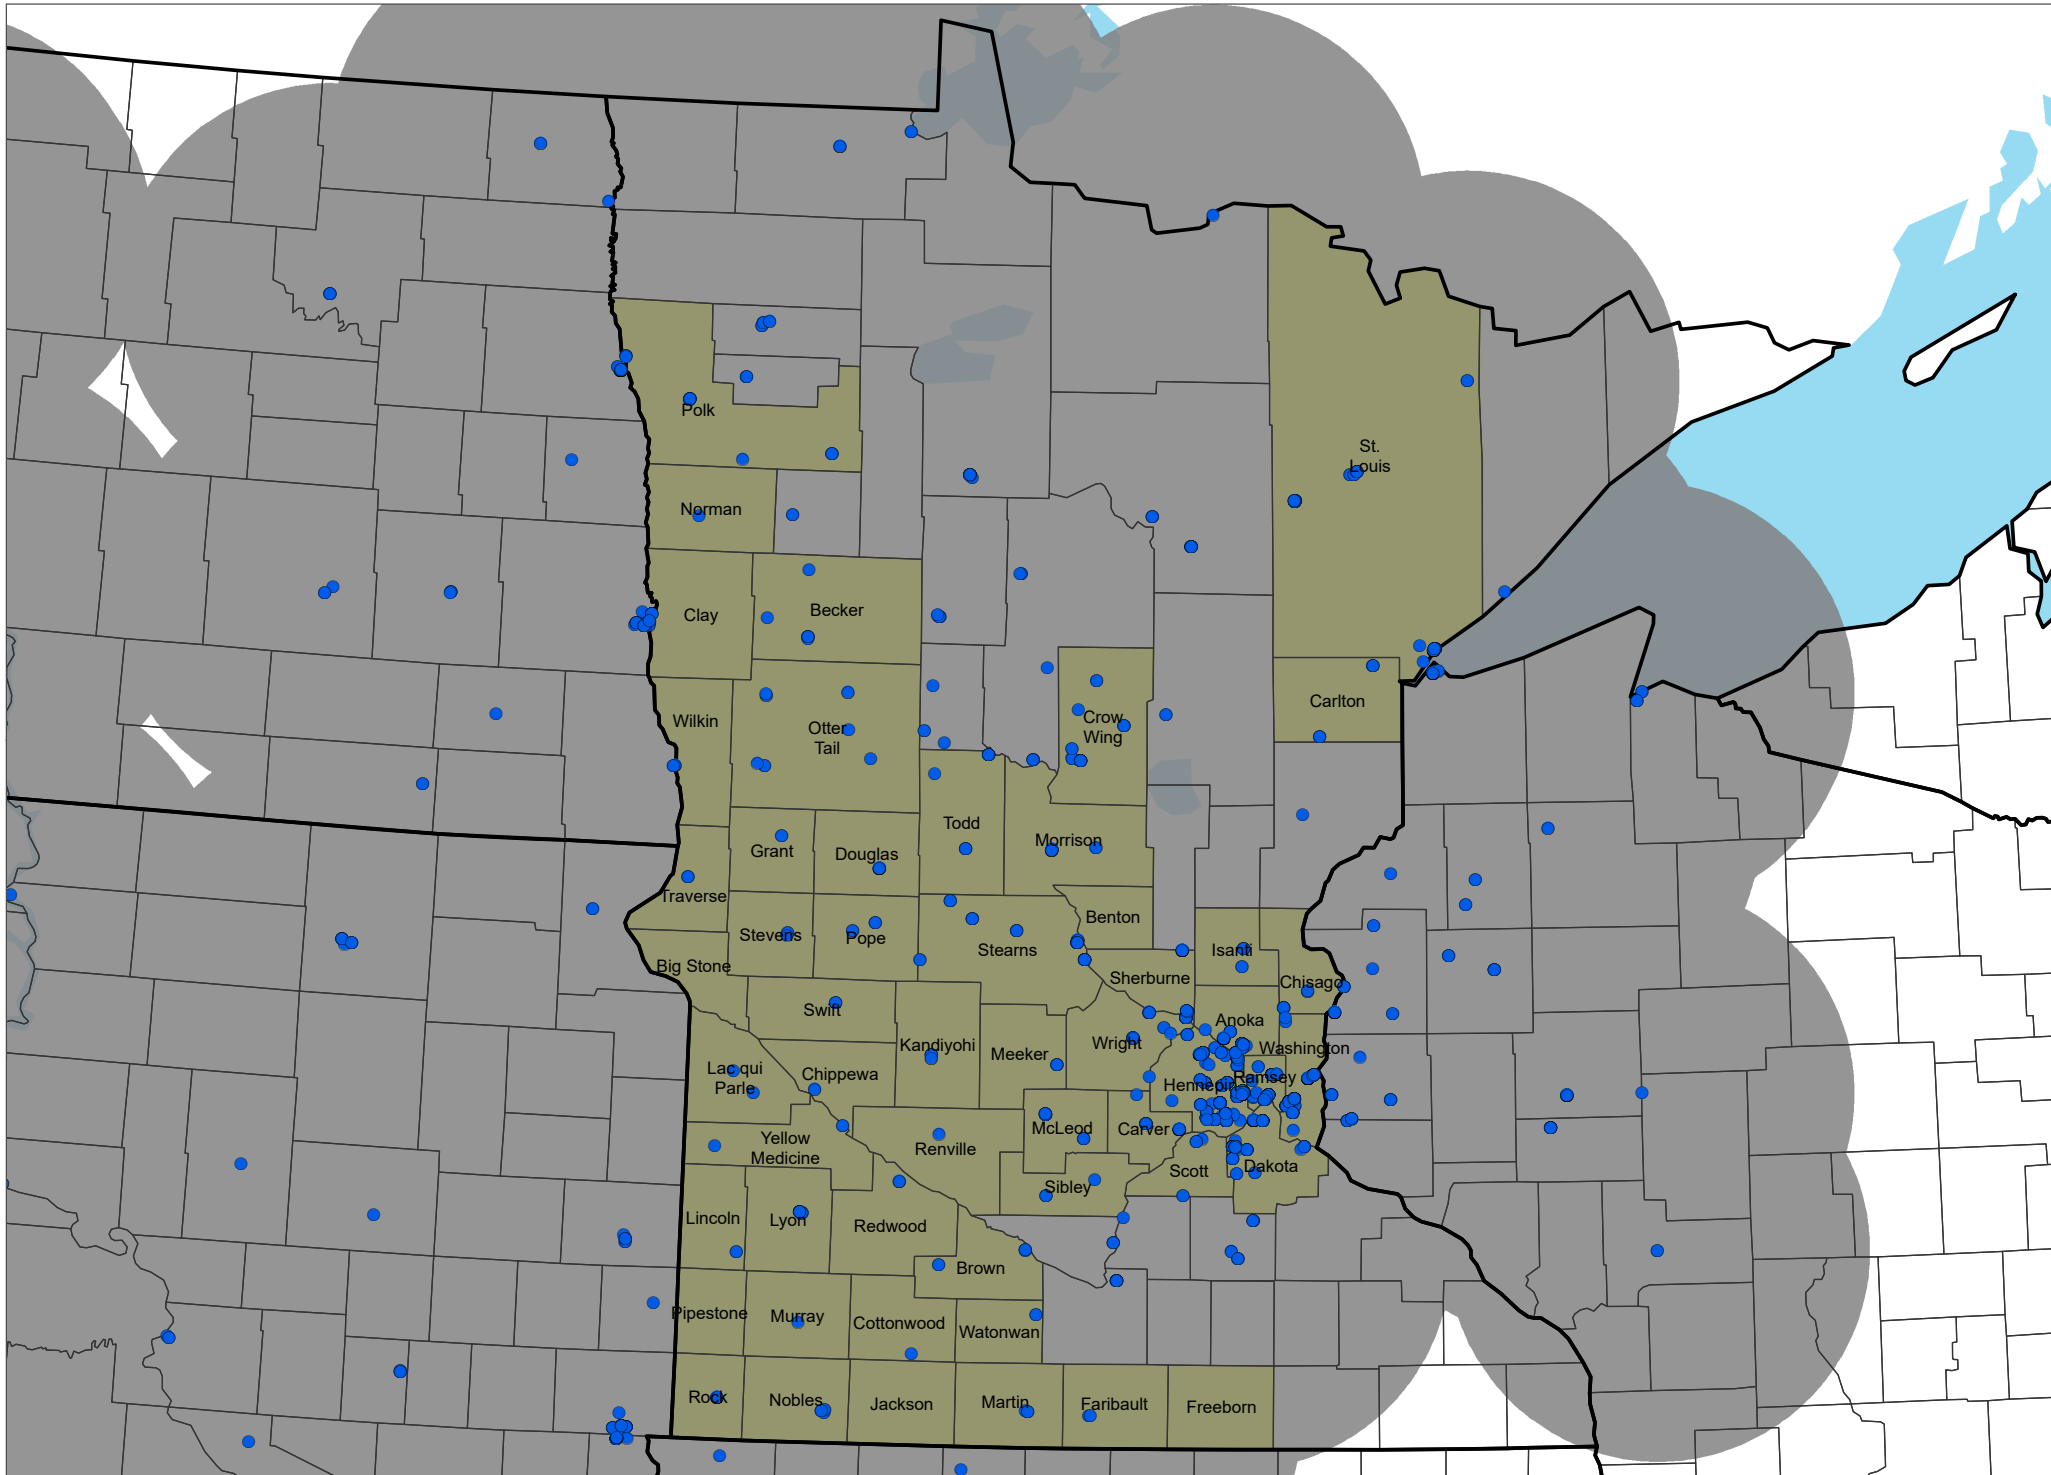 Polk
St.
Louis
Norman
Clay
Becker
Carlton
Wilkin
Otter
Tail
Crow
Wing
Todd
Morrison
Grant
Douglas
Traverse
Benton
Stevens
Pope
Stearns
Isanti
Big Stone
Sherburne
Chisago
Swift
Anoka
Kandiyohi
Meeker
Wright
Washington
Lac qui
Parle
Chippewa
Hennepin
Ramsey
McLeod
Carver
Yellow
Medicine
Renville
Scott
Dakota
Sibley
Lincoln
Lyon
Redwood
Brown
Pipestone
Murray
Cottonwood
Watonwan
Rock
Nobles
Jackson
Martin
Faribault
Freeborn